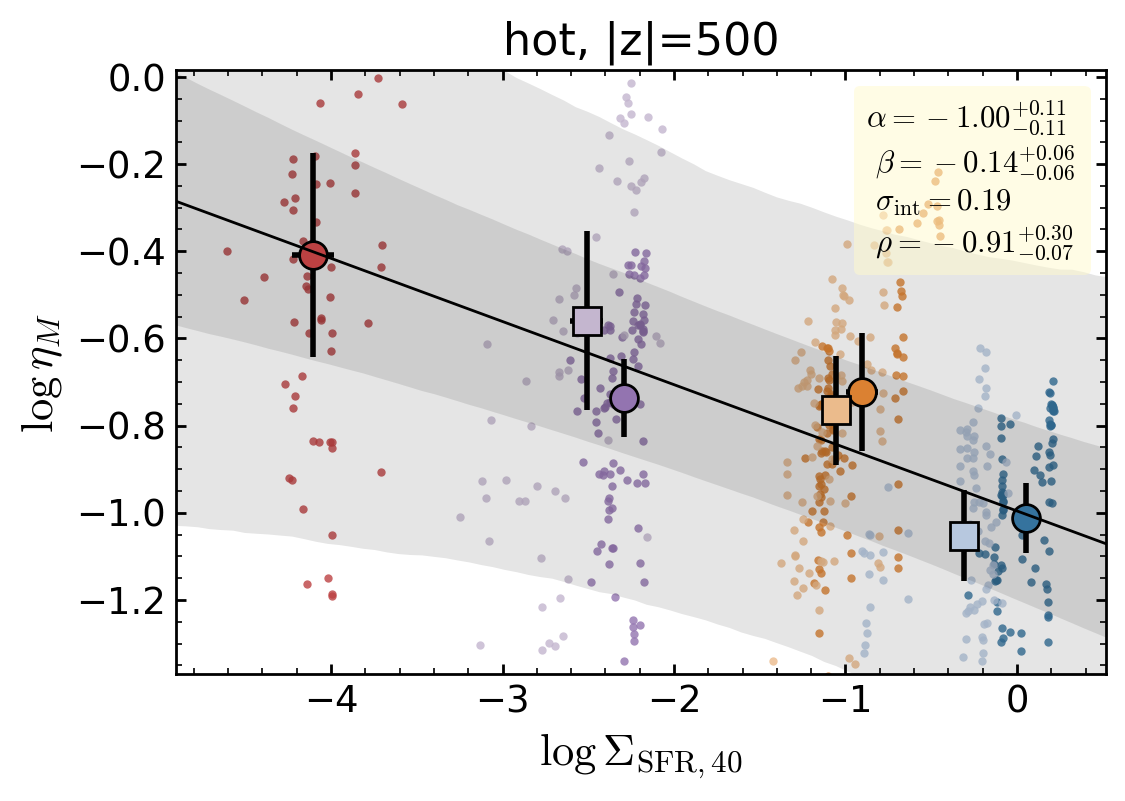 hot, |z|=500
α = −1.00^{+0.11}_{−0.11}
β = −0.14^{+0.06}_{−0.06}
σ_int = 0.19
ρ = −0.91^{+0.30}_{−0.07}
log η_M
0.0
−0.2
−0.4
−0.6
−0.8
−1.0
−1.2
−4 −3 −2 −1 0
log Σ_{SFR, 40}